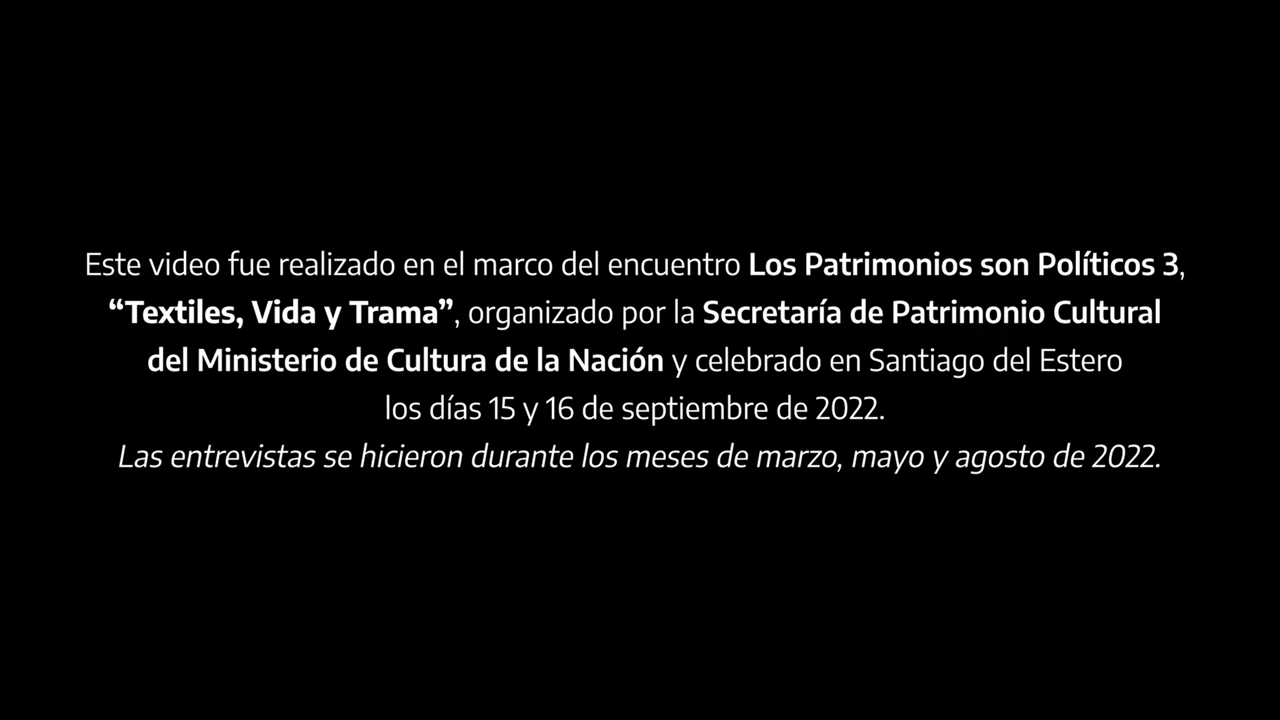 Este video fue realizado en el marco del encuentro Los Patrimonios son Políticos 3,
“Textiles, Vida y Trama”, organizado por la Secretaría de Patrimonio Cultural
del Ministerio de Cultura de la Nación y celebrado en Santiago del Estero
los días 15 y 16 de septiembre de 2022.
Las entrevistas se hicieron durante los meses de marzo, mayo y agosto de 2022.